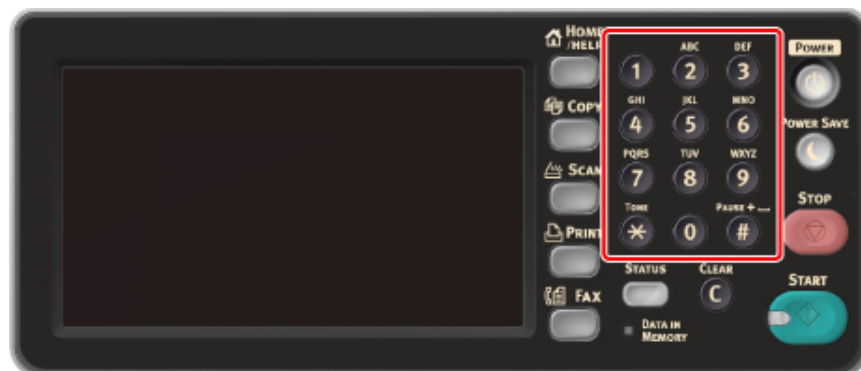 HOME
/HELP
COPY
SCAN
PRINT
FAX
ABC DEF
1 2 3
GHI JKL MNO
4 5 6
PQRS TUV WXYZ
7 8 9
TONE PAUSE + ⎵
* 0 #
STATUS CLEAR
C
DATA IN
MEMORY
POWER
POWER SAVE
STOP
START